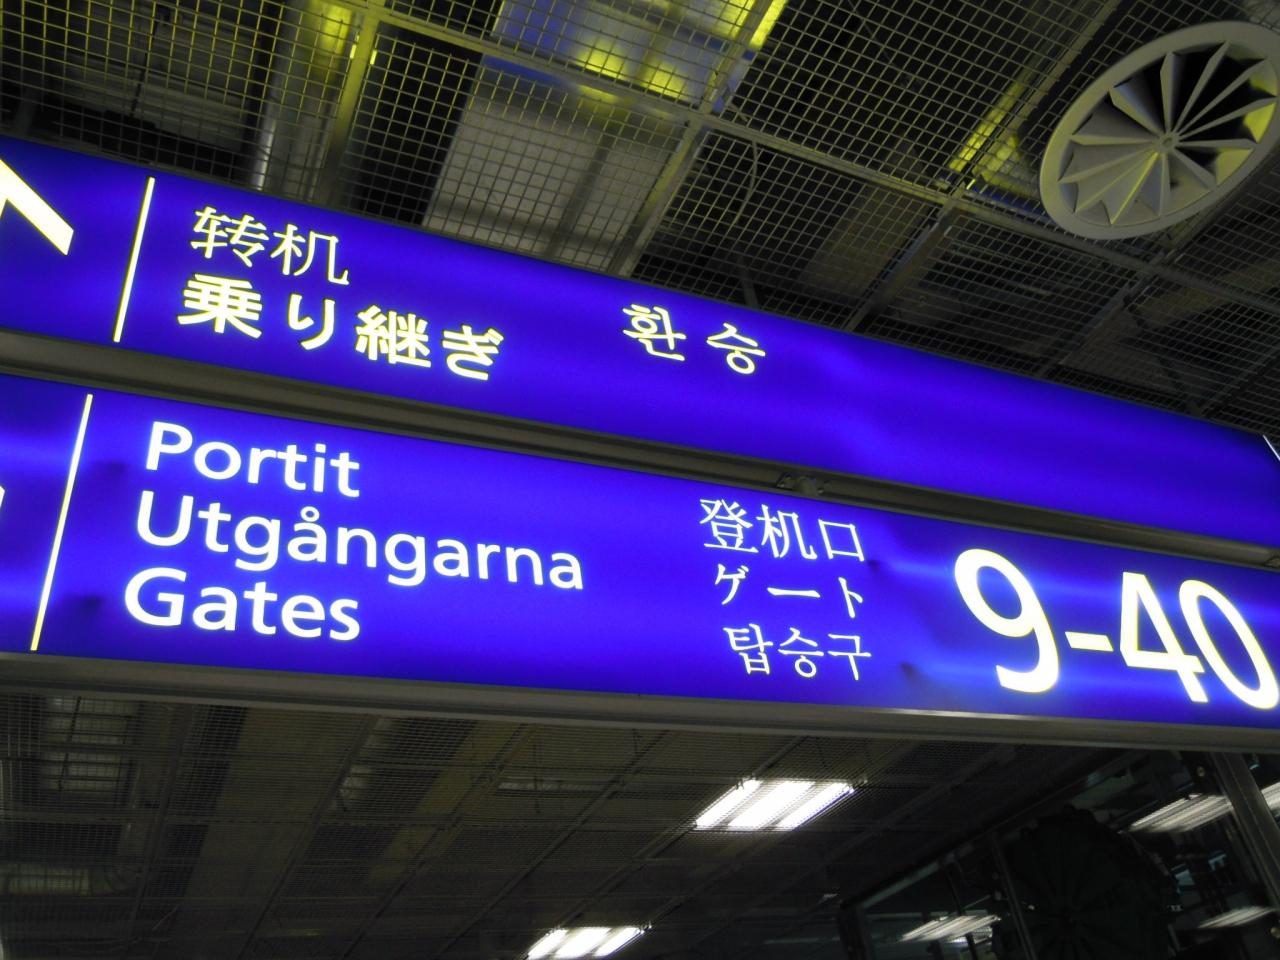 转机
乗り継ぎ 환승
Portit
Utgångarna
Gates
登机口
ゲート
탑승구
9-40